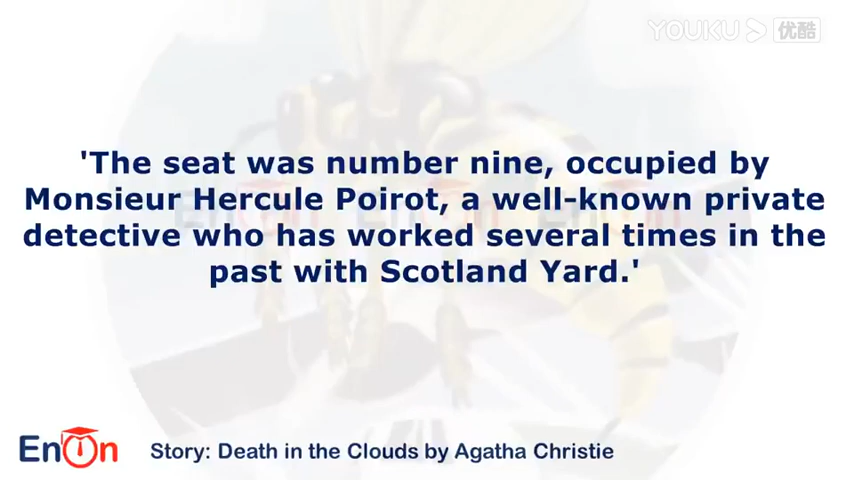 YOUKU 优酷
'The seat was number nine, occupied by
Monsieur Hercule Poirot, a well-known private
detective who has worked several times in the
past with Scotland Yard.'
EnOn
Story: Death in the Clouds by Agatha Christie